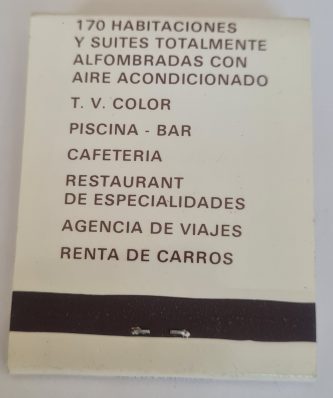 170 HABITACIONES
Y SUITES TOTALMENTE
ALFOMBRADAS CON
AIRE ACONDICIONADO
T. V. COLOR
PISCINA - BAR
CAFETERIA
RESTAURANT
DE ESPECIALIDADES
AGENCIA DE VIAJES
RENTA DE CARROS